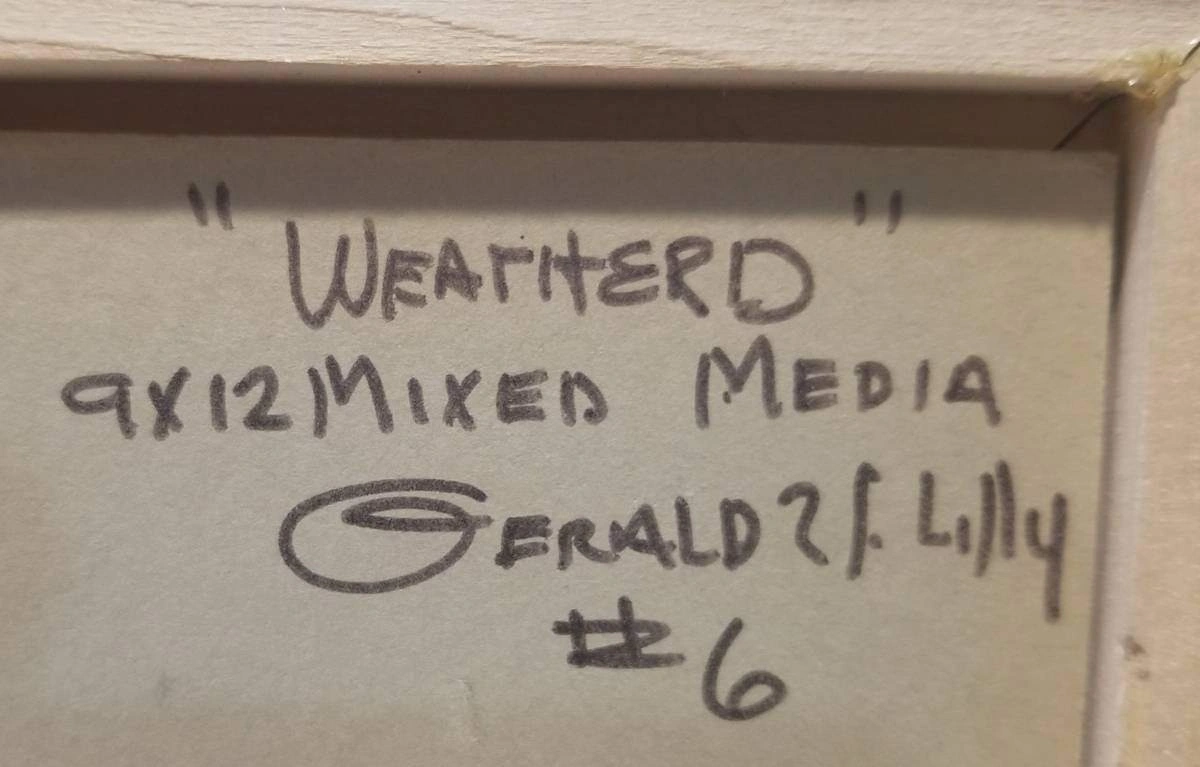 "WEATHERD"
9X12 MIXED MEDIA
GERALD Lilly
#6